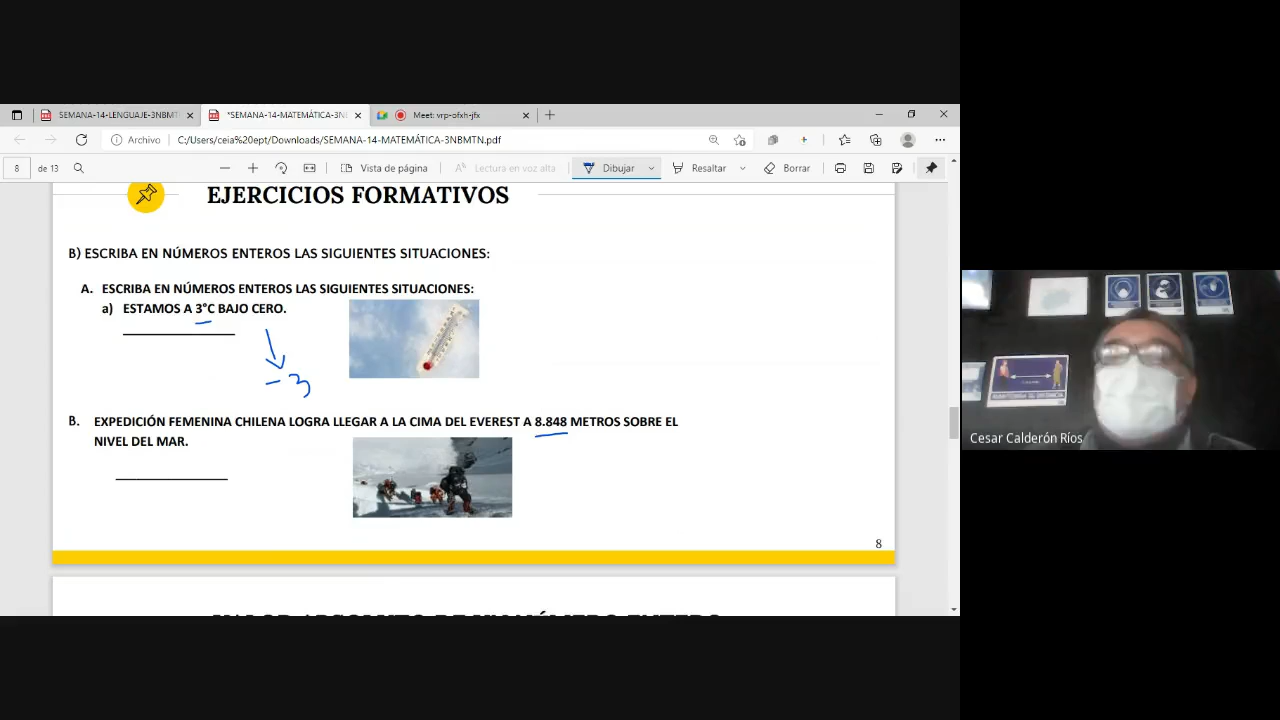 SEMANA-14-LENGUAJE-3NBMT
*SEMANA-14-MATEMÁTICA-3N
Meet: vrp-ofxh-jfx
Archivo
C:/Users/ceia%20ept/Downloads/SEMANA-14-MATEMÁTICA-3NBMTN.pdf
8
de 13
Vista de página
Lectura en voz alta
Dibujar
Resaltar
Borrar
EJERCICIOS FORMATIVOS
B) ESCRIBA EN NÚMEROS ENTEROS LAS SIGUIENTES SITUACIONES:
A. ESCRIBA EN NÚMEROS ENTEROS LAS SIGUIENTES SITUACIONES:
a) ESTAMOS A 3°C BAJO CERO.
- 3
B. EXPEDICIÓN FEMENINA CHILENA LOGRA LLEGAR A LA CIMA DEL EVEREST A 8.848 METROS SOBRE EL
NIVEL DEL MAR.
8
Cesar Calderón Ríos